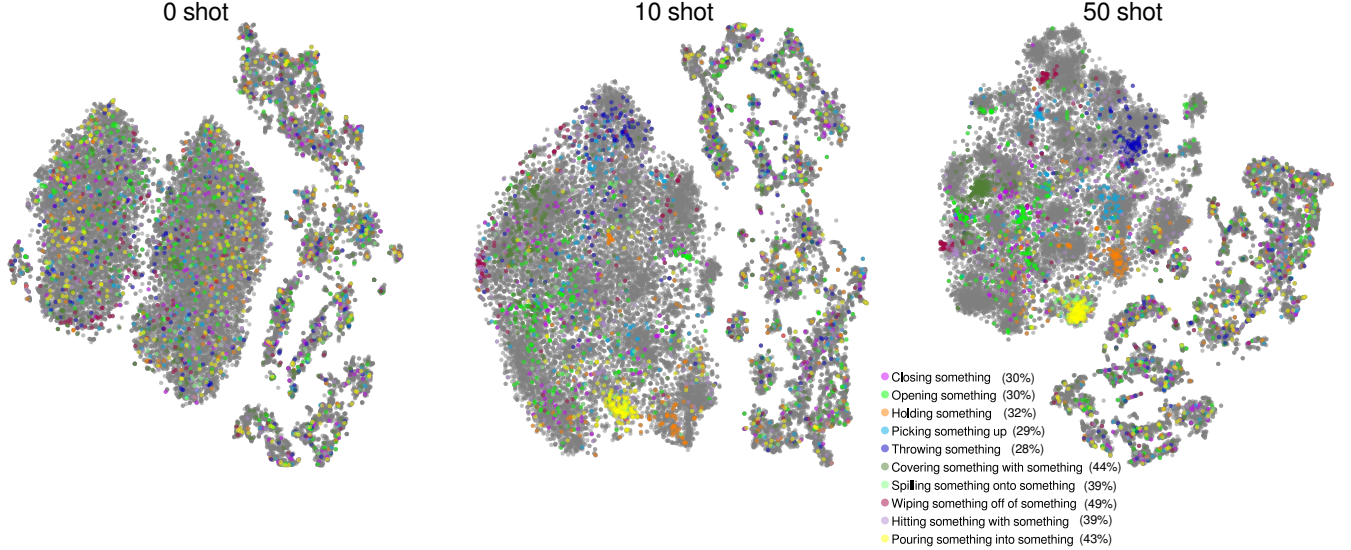 0 shot
10 shot
50 shot
Closing something (30%)
Opening something (30%)
Holding something (32%)
Picking something up (29%)
Throwing something (28%)
Covering something with something (44%)
Spilling something onto something (39%)
Wiping something off of something (49%)
Hitting something with something (39%)
Pouring something into something (43%)